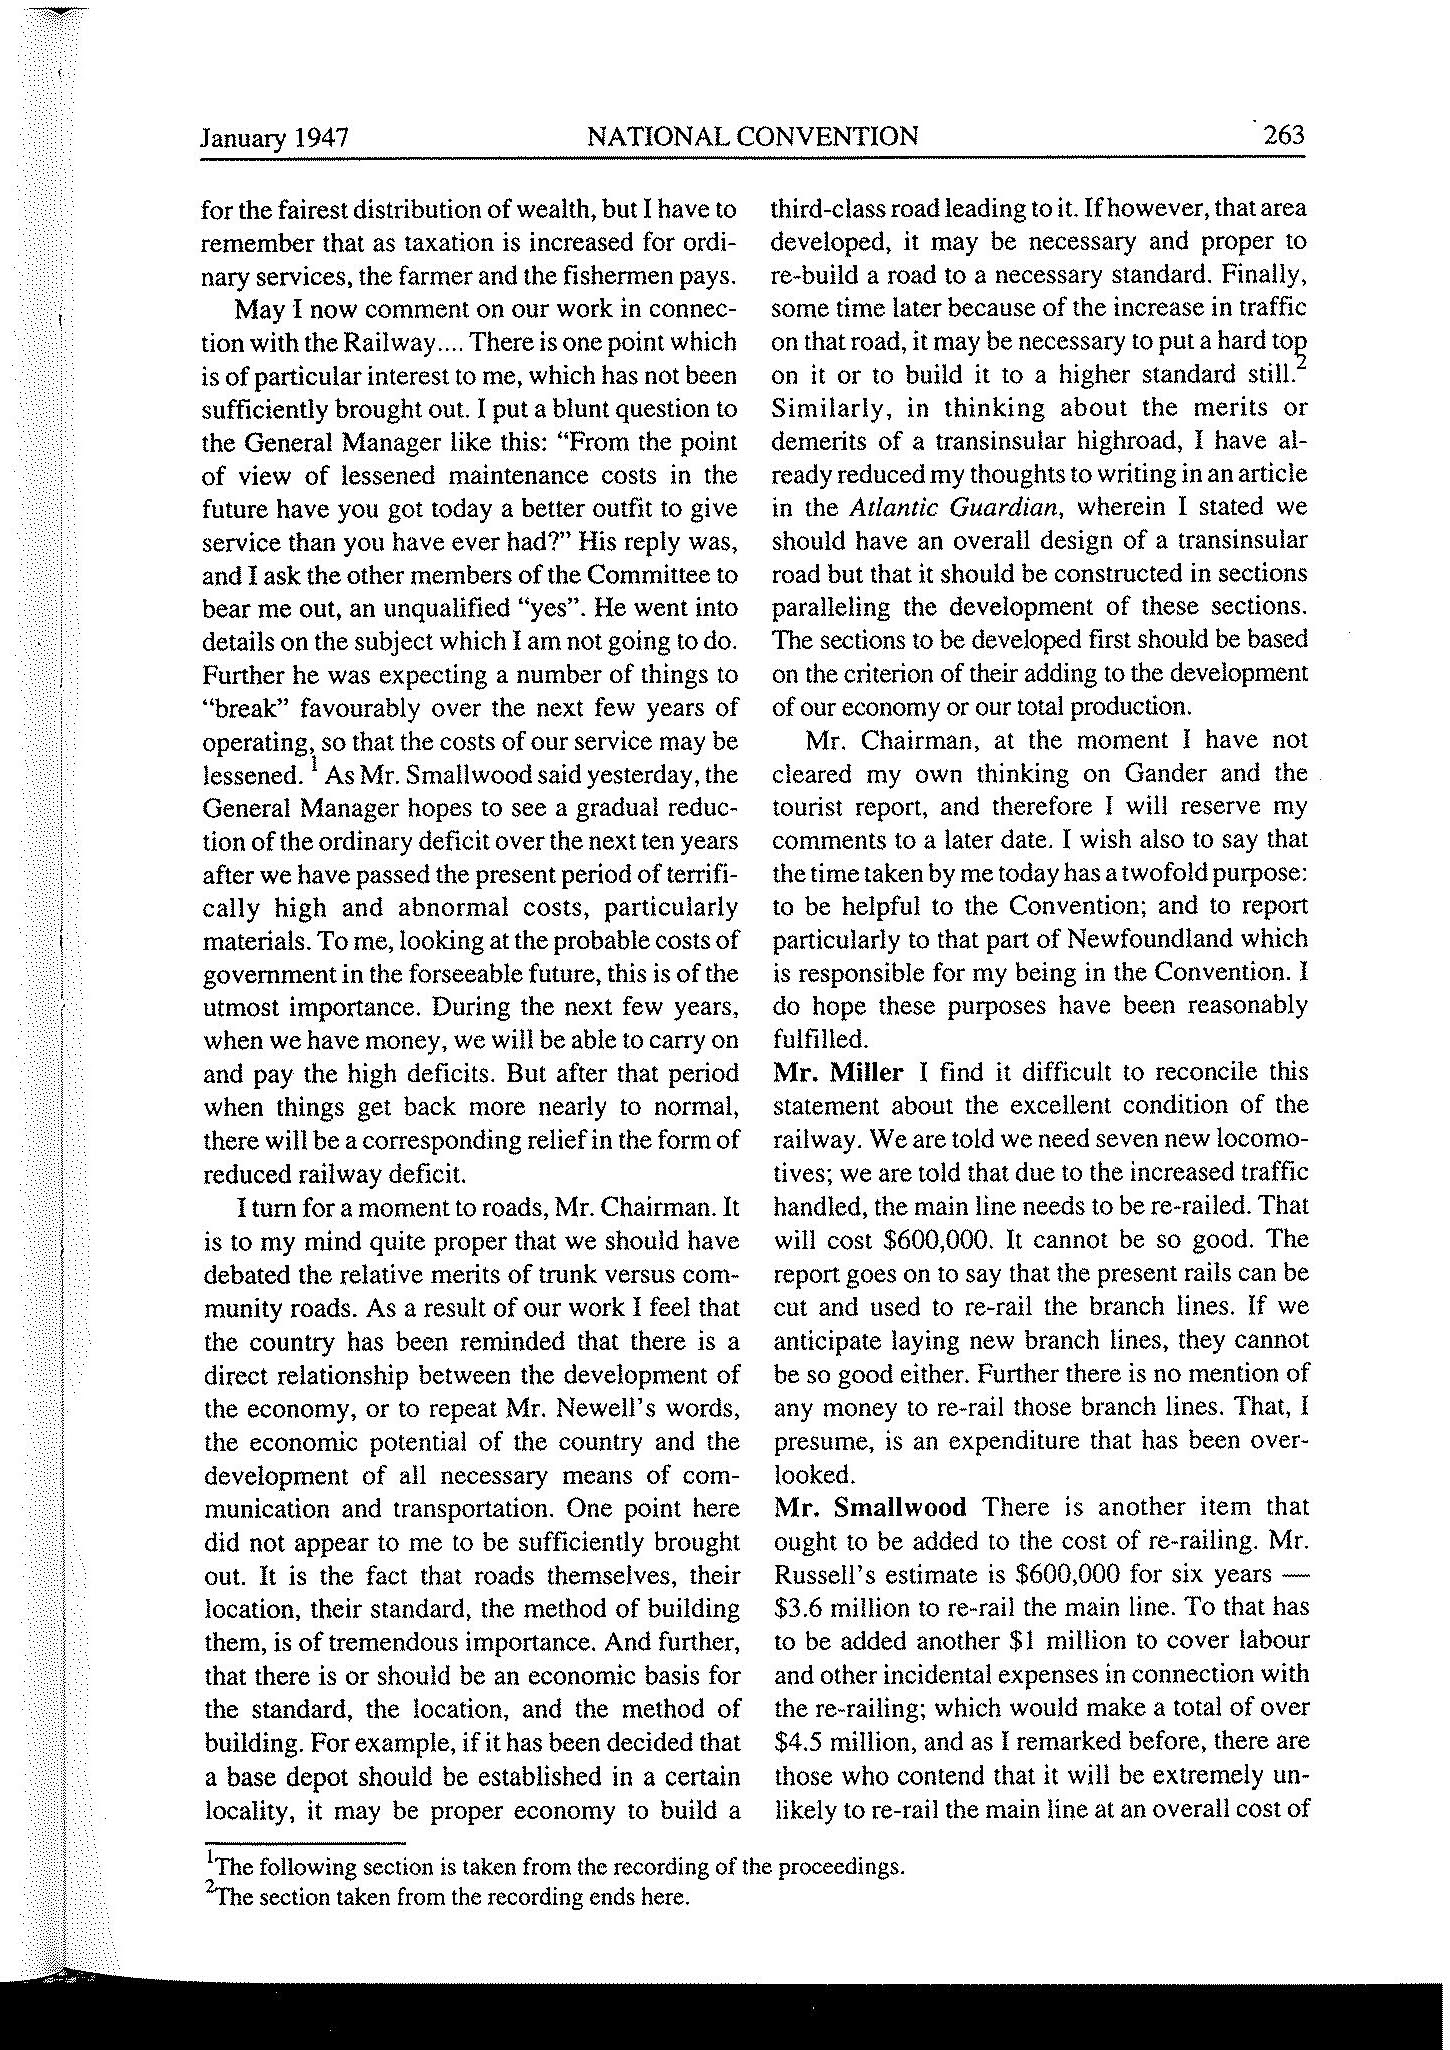 January 1947
NATIONAL CONVENTION
263
for the fairest distribution of wealth, but I have to
remember that as taxation is increased for ordi-
nary services, the farmer and the fishermen pays.
May I now comment on our work in connec-
tion with the Railway.... There is one point which
is of particular interest to me, which has not been
sufficiently brought out. I put a blunt question to
the General Manager like this: “From the point
of view of lessened maintenance costs in the
future have you got today a better outfit to give
service than you have ever had?” His reply was,
and I ask the other members of the Committee to
bear me out, an unqualified “yes”. He went into
details on the subject which I am not going to do.
Further he was expecting a number of things to
“break” favourably over the next few years of
operating, so that the costs of our service may be
lessened.¹ As Mr. Smallwood said yesterday, the
General Manager hopes to see a gradual reduc-
tion of the ordinary deficit over the next ten years
after we have passed the present period of terrifi-
cally high and abnormal costs, particularly
materials. To me, looking at the probable costs of
government in the forseeable future, this is of the
utmost importance. During the next few years,
when we have money, we will be able to carry on
and pay the high deficits. But after that period
when things get back more nearly to normal,
there will be a corresponding relief in the form of
reduced railway deficit.
I turn for a moment to roads, Mr. Chairman. It
is to my mind quite proper that we should have
debated the relative merits of trunk versus com-
munity roads. As a result of our work I feel that
the country has been reminded that there is a
direct relationship between the development of
the economy, or to repeat Mr. Newell's words,
the economic potential of the country and the
development of all necessary means of com-
munication and transportation. One point here
did not appear to me to be sufficiently brought
out. It is the fact that roads themselves, their
location, their standard, the method of building
them, is of tremendous importance. And further,
that there is or should be an economic basis for
the standard, the location, and the method of
building. For example, if it has been decided that
a base depot should be established in a certain
locality, it may be proper economy to build a
third-class road leading to it. If however, that area
developed, it may be necessary and proper to
re-build a road to a necessary standard. Finally,
some time later because of the increase in traffic
on that road, it may be necessary to put a hard top
on it or to build it to a higher standard still.²
Similarly, in thinking about the merits or
demerits of a transinsular highroad, I have al-
ready reduced my thoughts to writing in an article
in the Atlantic Guardian, wherein I stated we
should have an overall design of a transinsular
road but that it should be constructed in sections
paralleling the development of these sections.
The sections to be developed first should be based
on the criterion of their adding to the development
of our economy or our total production.
Mr. Chairman, at the moment I have not
cleared my own thinking on Gander and the
tourist report, and therefore I will reserve my
comments to a later date. I wish also to say that
the time taken by me today has a twofold purpose:
to be helpful to the Convention; and to report
particularly to that part of Newfoundland which
is responsible for my being in the Convention. I
do hope these purposes have been reasonably
fulfilled.
Mr. Miller I find it difficult to reconcile this
statement about the excellent condition of the
railway. We are told we need seven new locomo-
tives; we are told that due to the increased traffic
handled, the main line needs to be re-railed. That
will cost $600,000. It cannot be so good. The
report goes on to say that the present rails can be
cut and used to re-rail the branch lines. If we
anticipate laying new branch lines, they cannot
be so good either. Further there is no mention of
any money to re-rail those branch lines. That, I
presume, is an expenditure that has been over-
looked.
Mr. Smallwood There is another item that
ought to be added to the cost of re-railing. Mr.
Russell's estimate is $600,000 for six years —
$3.6 million to re-rail the main line. To that has
to be added another $1 million to cover labour
and other incidental expenses in connection with
the re-railing; which would make a total of over
$4.5 million, and as I remarked before, there are
those who contend that it will be extremely un-
likely to re-rail the main line at an overall cost of
¹The following section is taken from the recording of the proceedings.
²The section taken from the recording ends here.